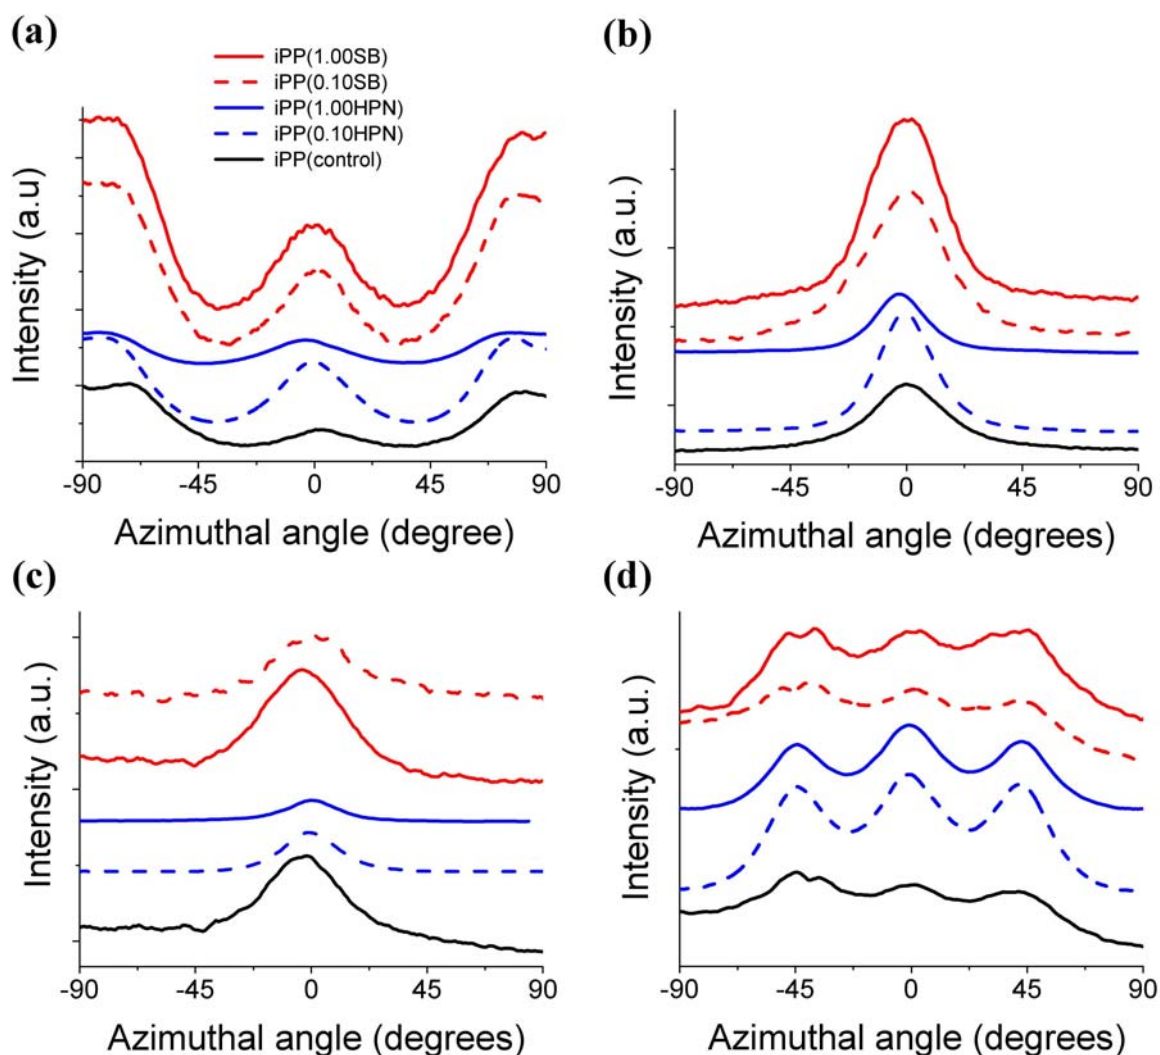 (a)
iPP(1.00SB)
iPP(0.10SB)
iPP(1.00HPN)
iPP(0.10HPN)
iPP(control)
Intensity (a.u)
-90 -45 0 45 90
Azimuthal angle (degree)
(b)
Intensity (a.u.)
-90 -45 0 45 90
Azimuthal angle (degrees)
(c)
Intensity (a.u.)
-90 -45 0 45 90
Azimuthal angle (degrees)
(d)
Intensity (a.u.)
-90 -45 0 45 90
Azimuthal angle (degrees)